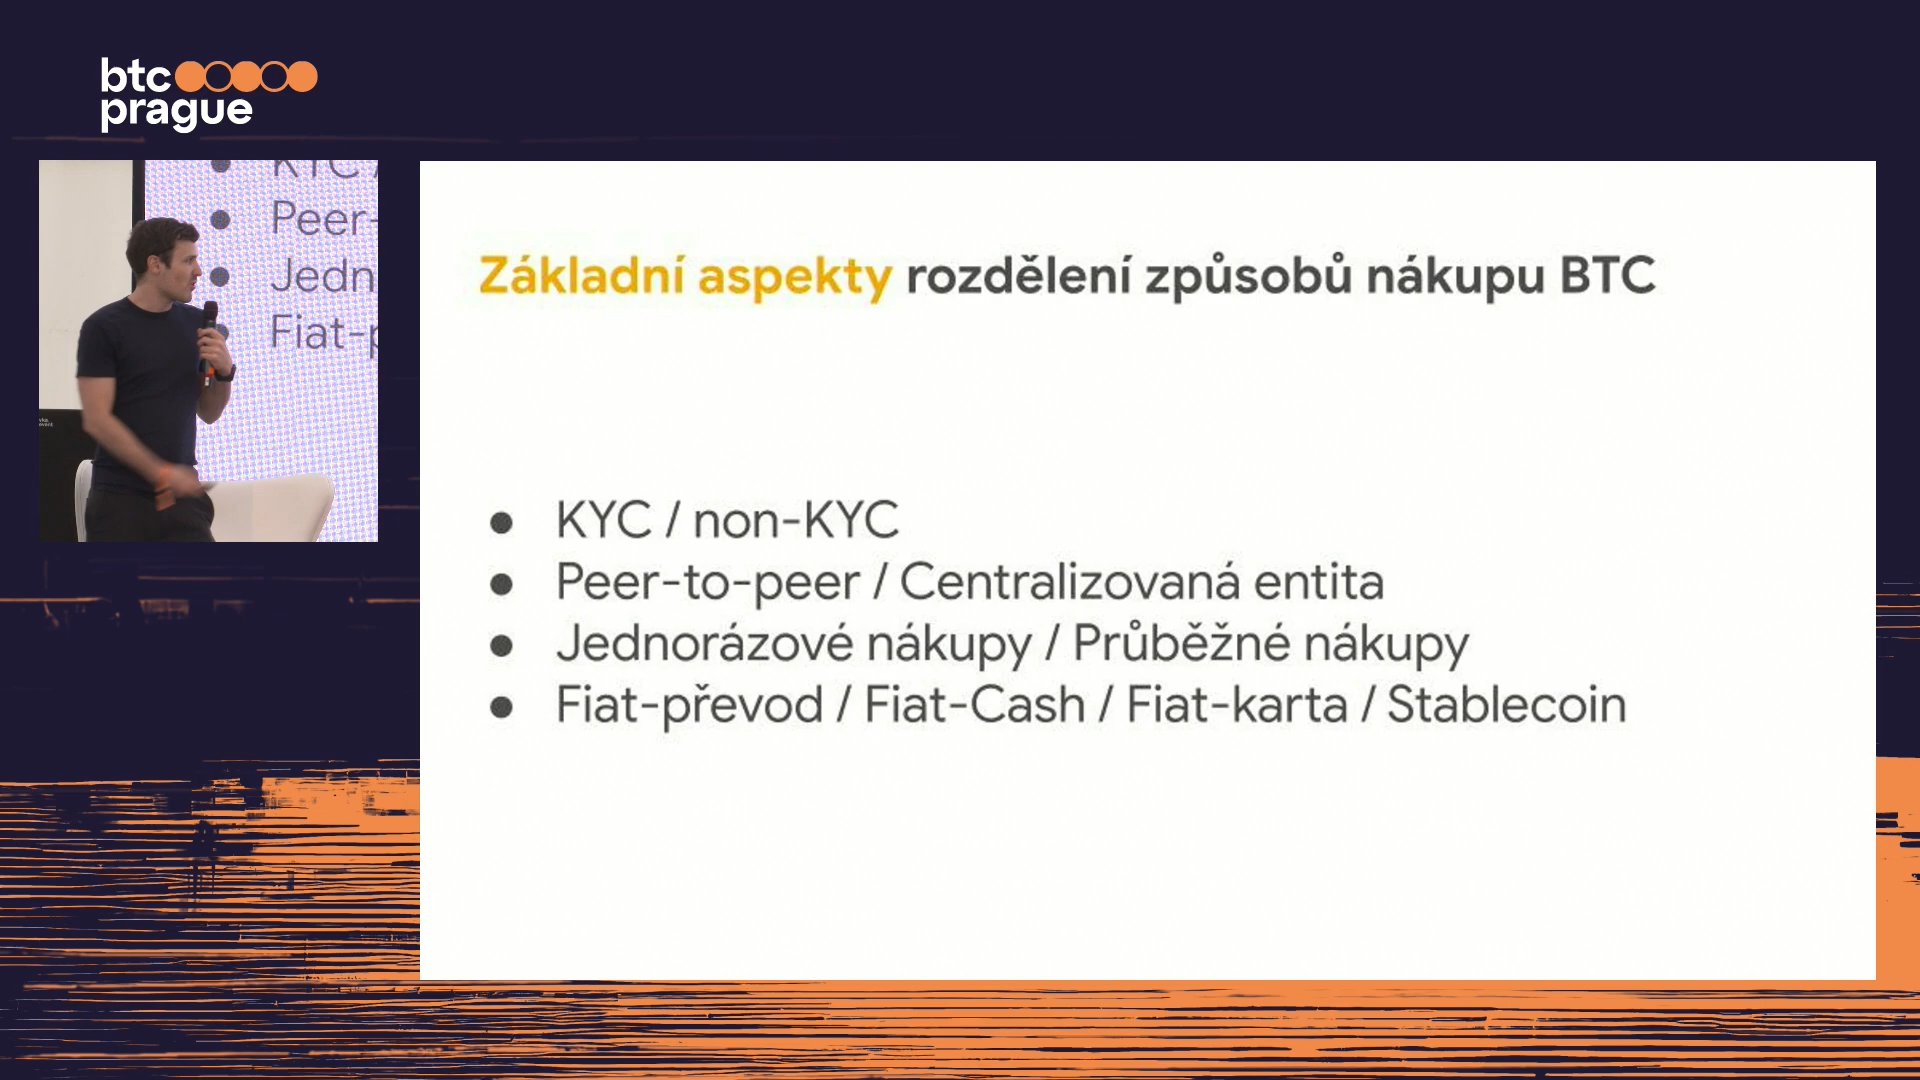 btc
prague
KYC /
Peer-
Jedn
Fiat-p
Základní aspekty rozdělení způsobů nákupu BTC
● KYC / non-KYC
● Peer-to-peer / Centralizovaná entita
● Jednorázové nákupy / Průběžné nákupy
● Fiat-převod / Fiat-Cash / Fiat-karta / Stablecoin